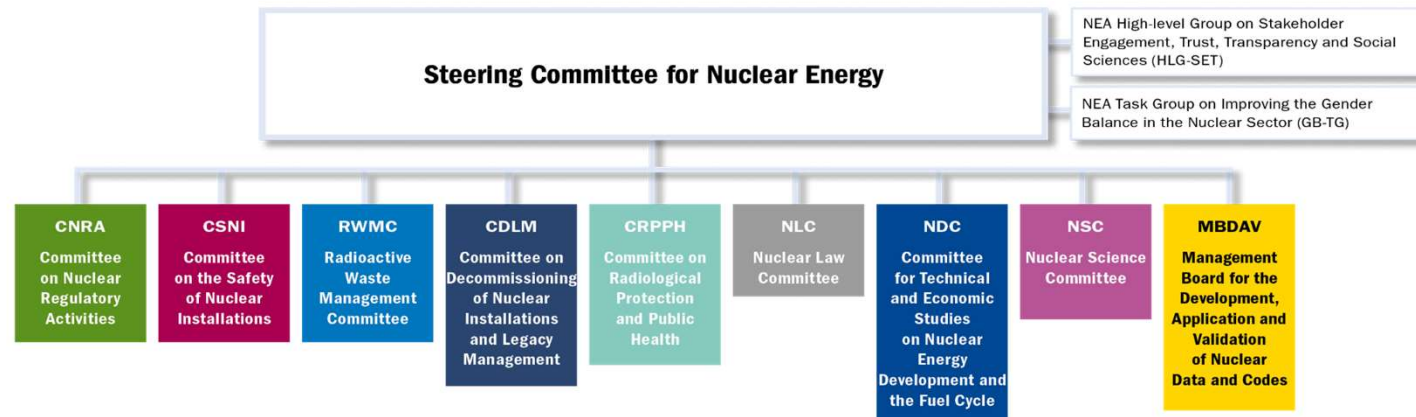 Steering Committee for Nuclear Energy
NEA High-level Group on Stakeholder
Engagement, Trust, Transparency and Social
Sciences (HLG-SET)
NEA Task Group on Improving the Gender
Balance in the Nuclear Sector (GB-TG)
CNRA
Committee
on Nuclear
Regulatory
Activities
CSNI
Committee
on the Safety
of Nuclear
Installations
RWMC
Radioactive
Waste
Management
Committee
CDLM
Committee on
Decommissioning
of Nuclear
Installations
and Legacy
Management
CRPPH
Committee on
Radiological
Protection
and Public
Health
NLC
Nuclear Law
Committee
NDC
Committee
for Technical
and Economic
Studies
on Nuclear
Energy
Development and
the Fuel Cycle
NSC
Nuclear Science
Committee
MBDAV
Management
Board for the
Development,
Application and
Validation
of Nuclear
Data and Codes